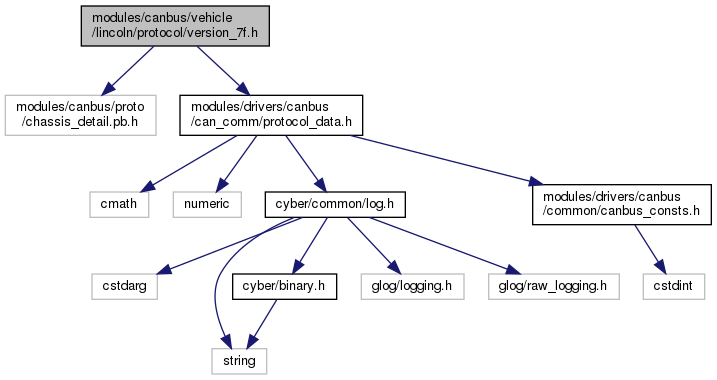 modules/canbus/vehicle
/lincoln/protocol/version_7f.h
modules/canbus/proto
/chassis_detail.pb.h
modules/drivers/canbus
/can_comm/protocol_data.h
cmath
numeric
cyber/common/log.h
modules/drivers/canbus
/common/canbus_consts.h
cstdarg
cyber/binary.h
glog/logging.h
glog/raw_logging.h
cstdint
string